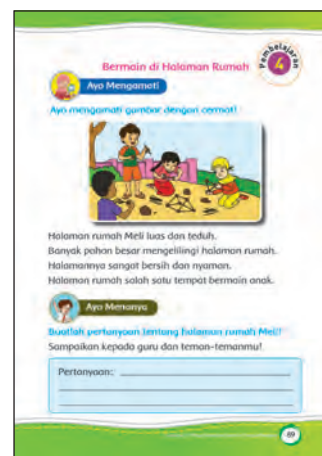 Pembelajaran
4
Bermain di Halaman Rumah
Ayo Mengamati
Ayo mengamati gambar dengan cermat!
Halaman rumah Meli luas dan teduh.
Banyak pohon besar mengelilingi halaman rumah.
Halamannya sangat bersih dan nyaman.
Halaman rumah salah satu tempat bermain anak.
Ayo Menanya
Buatlah pertanyaan tentang halaman rumah Meli!
Sampaikan kepada guru dan teman-temanmu!
Pertanyaan:
89